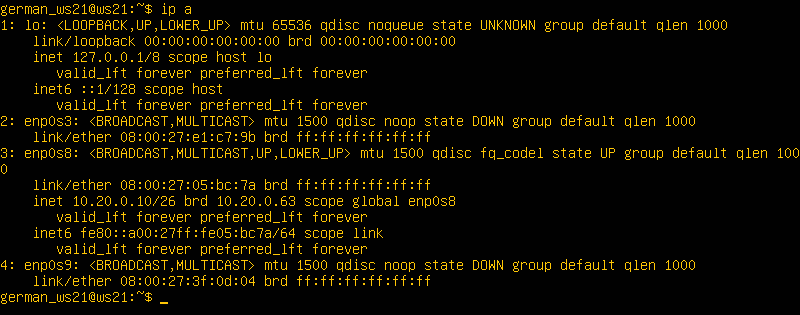 german_ws21@ws21:~$ ip a
1: lo: <LOOPBACK,UP,LOWER_UP> mtu 65536 qdisc noqueue state UNKNOWN group default qlen 1000
    link/loopback 00:00:00:00:00:00 brd 00:00:00:00:00:00
    inet 127.0.0.1/8 scope host lo
       valid_lft forever preferred_lft forever
    inet6 ::1/128 scope host
       valid_lft forever preferred_lft forever
2: enp0s3: <BROADCAST,MULTICAST> mtu 1500 qdisc noop state DOWN group default qlen 1000
    link/ether 08:00:27:e1:c7:9b brd ff:ff:ff:ff:ff:ff
3: enp0s8: <BROADCAST,MULTICAST,UP,LOWER_UP> mtu 1500 qdisc fq_codel state UP group default qlen 100
0
    link/ether 08:00:27:05:bc:7a brd ff:ff:ff:ff:ff:ff
    inet 10.20.0.10/26 brd 10.20.0.63 scope global enp0s8
       valid_lft forever preferred_lft forever
    inet6 fe80::a00:27ff:fe05:bc7a/64 scope link
       valid_lft forever preferred_lft forever
4: enp0s9: <BROADCAST,MULTICAST> mtu 1500 qdisc noop state DOWN group default qlen 1000
    link/ether 08:00:27:3f:0d:04 brd ff:ff:ff:ff:ff:ff
german_ws21@ws21:~$ _